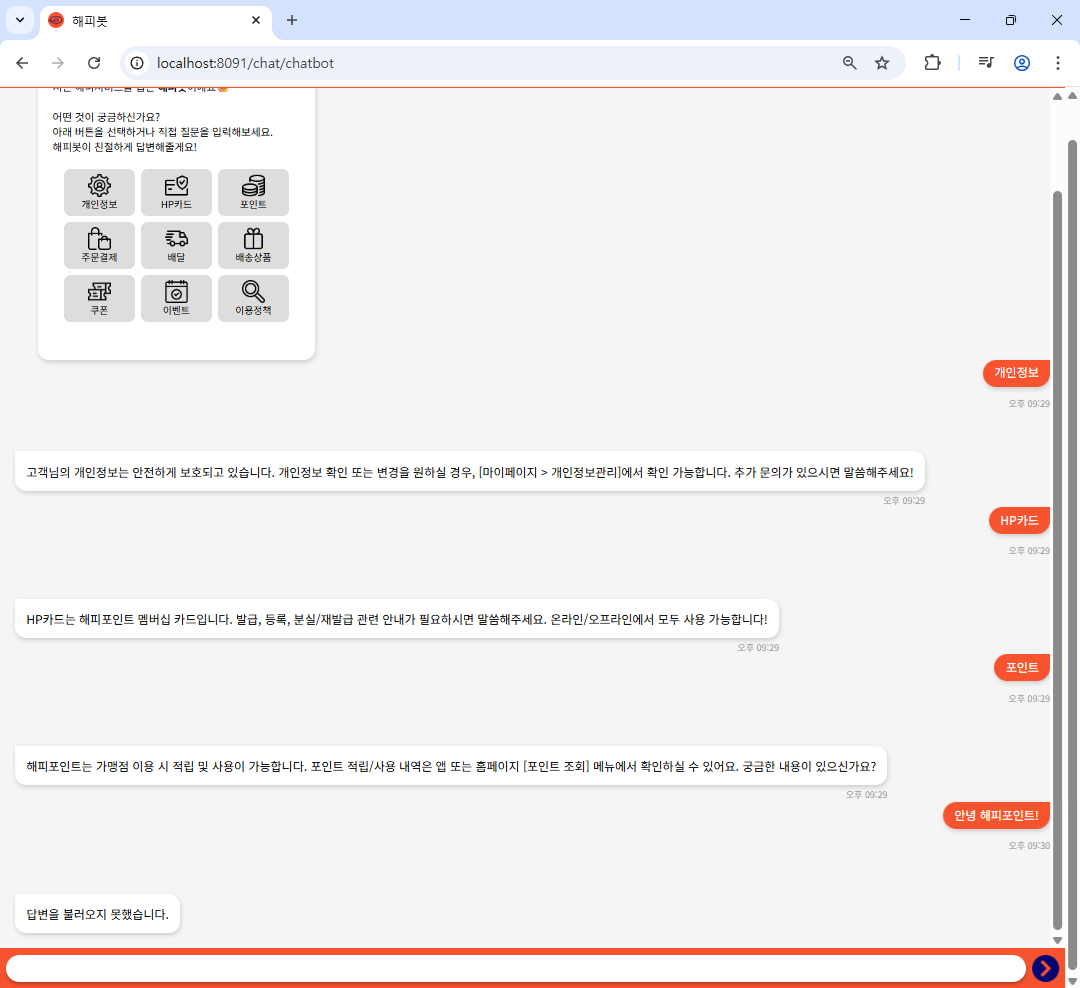 해피봇
localhost:8091/chat/chatbot
어떤 것이 궁금하신가요?
아래 버튼을 선택하거나 직접 질문을 입력해보세요.
해피봇이 친절하게 답변해줄게요!
개인정보
HP카드
포인트
주문결제
배달
배송상품
쿠폰
이벤트
이용정책
개인정보
오후 09:29
고객님의 개인정보는 안전하게 보호되고 있습니다. 개인정보 확인 또는 변경을 원하실 경우, [마이페이지 > 개인정보관리]에서 확인 가능합니다. 추가 문의가 있으시면 말씀해주세요!
오후 09:29
HP카드
오후 09:29
HP카드는 해피포인트 멤버십 카드입니다. 발급, 등록, 분실/재발급 관련 안내가 필요하시면 말씀해주세요. 온라인/오프라인에서 모두 사용 가능합니다!
오후 09:29
포인트
오후 09:29
해피포인트는 가맹점 이용 시 적립 및 사용이 가능합니다. 포인트 적립/사용 내역은 앱 또는 홈페이지 [포인트 조회] 메뉴에서 확인하실 수 있어요. 궁금한 내용이 있으신가요?
오후 09:29
안녕 해피포인트!
오후 09:30
답변을 불러오지 못했습니다.